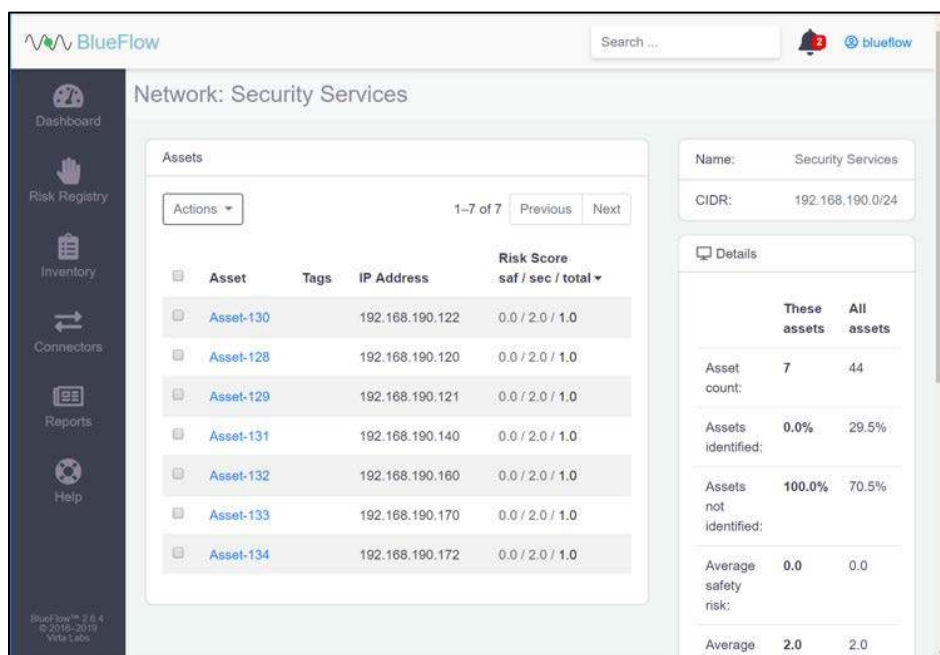 BlueFlow
Search ...
2
blueflow
Dashboard
Risk Registry
Inventory
Connectors
Reports
Help
BlueFlow™ 2.6.4
© 2016–2019
Virta Labs
Network: Security Services
Assets
Actions
1–7 of 7 Previous Next
Asset Tags IP Address Risk Score
saf / sec / total
Asset-130 192.168.190.122 0.0 / 2.0 / 1.0
Asset-128 192.168.190.120 0.0 / 2.0 / 1.0
Asset-129 192.168.190.121 0.0 / 2.0 / 1.0
Asset-131 192.168.190.140 0.0 / 2.0 / 1.0
Asset-132 192.168.190.160 0.0 / 2.0 / 1.0
Asset-133 192.168.190.170 0.0 / 2.0 / 1.0
Asset-134 192.168.190.172 0.0 / 2.0 / 1.0
Name: Security Services
CIDR: 192.168.190.0/24
Details
These All
assets assets
Asset 7 44
count:
Assets 0.0% 29.5%
identified:
Assets 100.0% 70.5%
not
identified:
Average 0.0 0.0
safety
risk:
Average 2.0 2.0